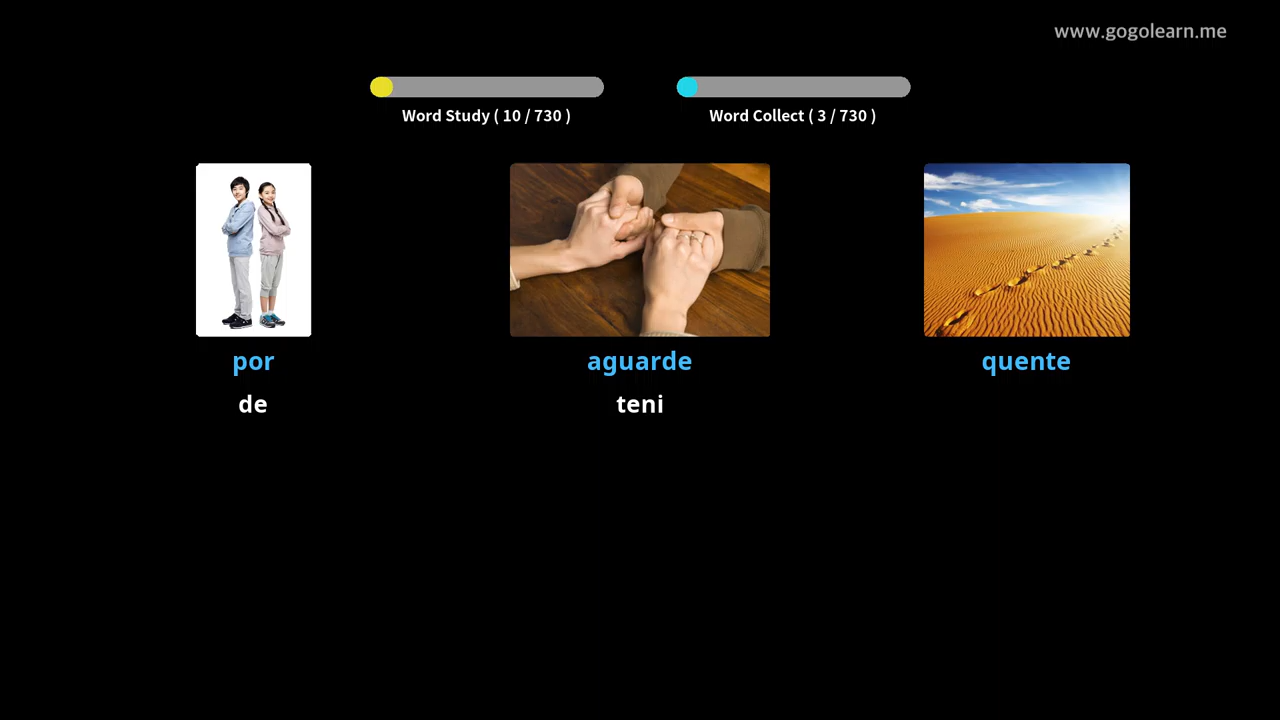 www.gogolearn.me
Word Study ( 10 / 730 )
Word Collect ( 3 / 730 )
por
aguarde
quente
de
teni